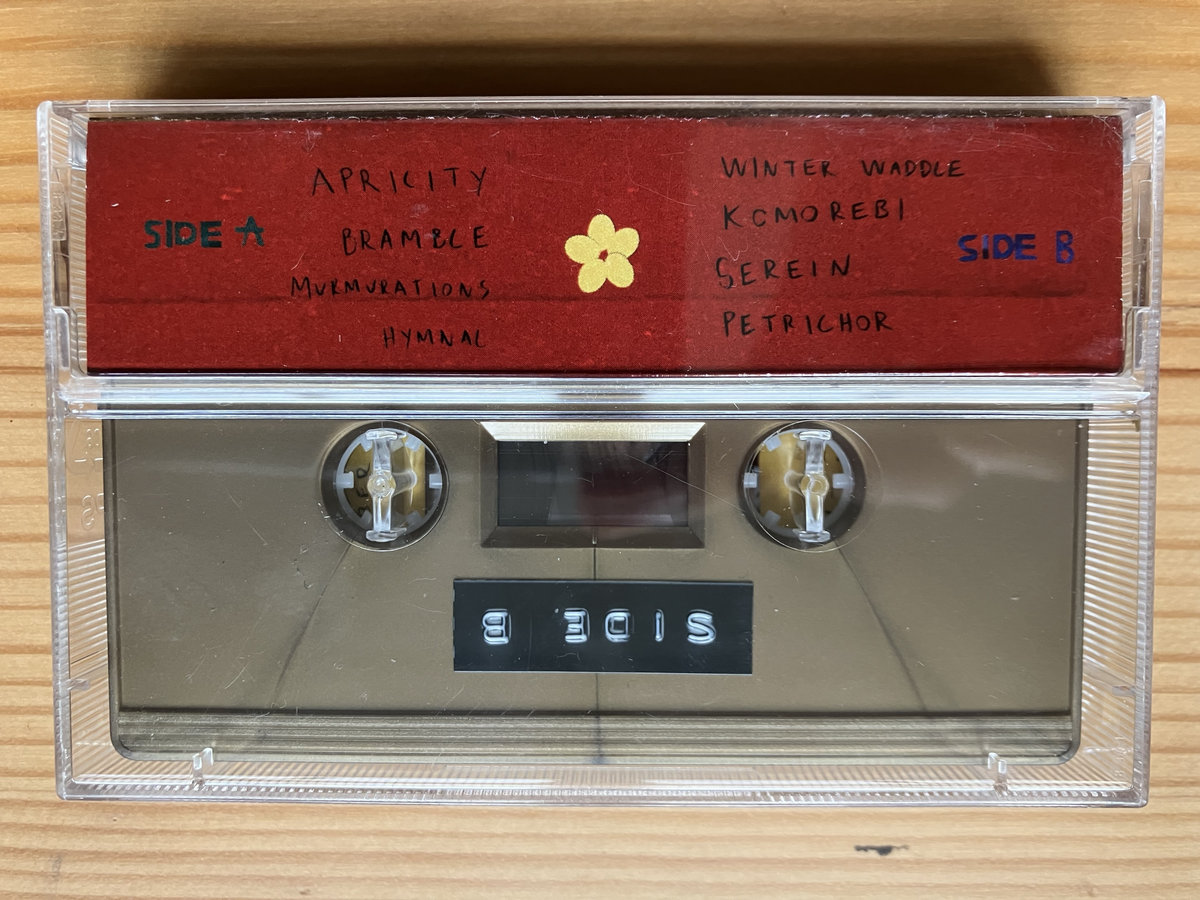 SIDE A
APRICITY
BRAMBLE
MURMURATIONS
HYMNAL
WINTER WADDLE
KOMOREBI
SEREIN
PETRICHOR
SIDE B
SIDE B